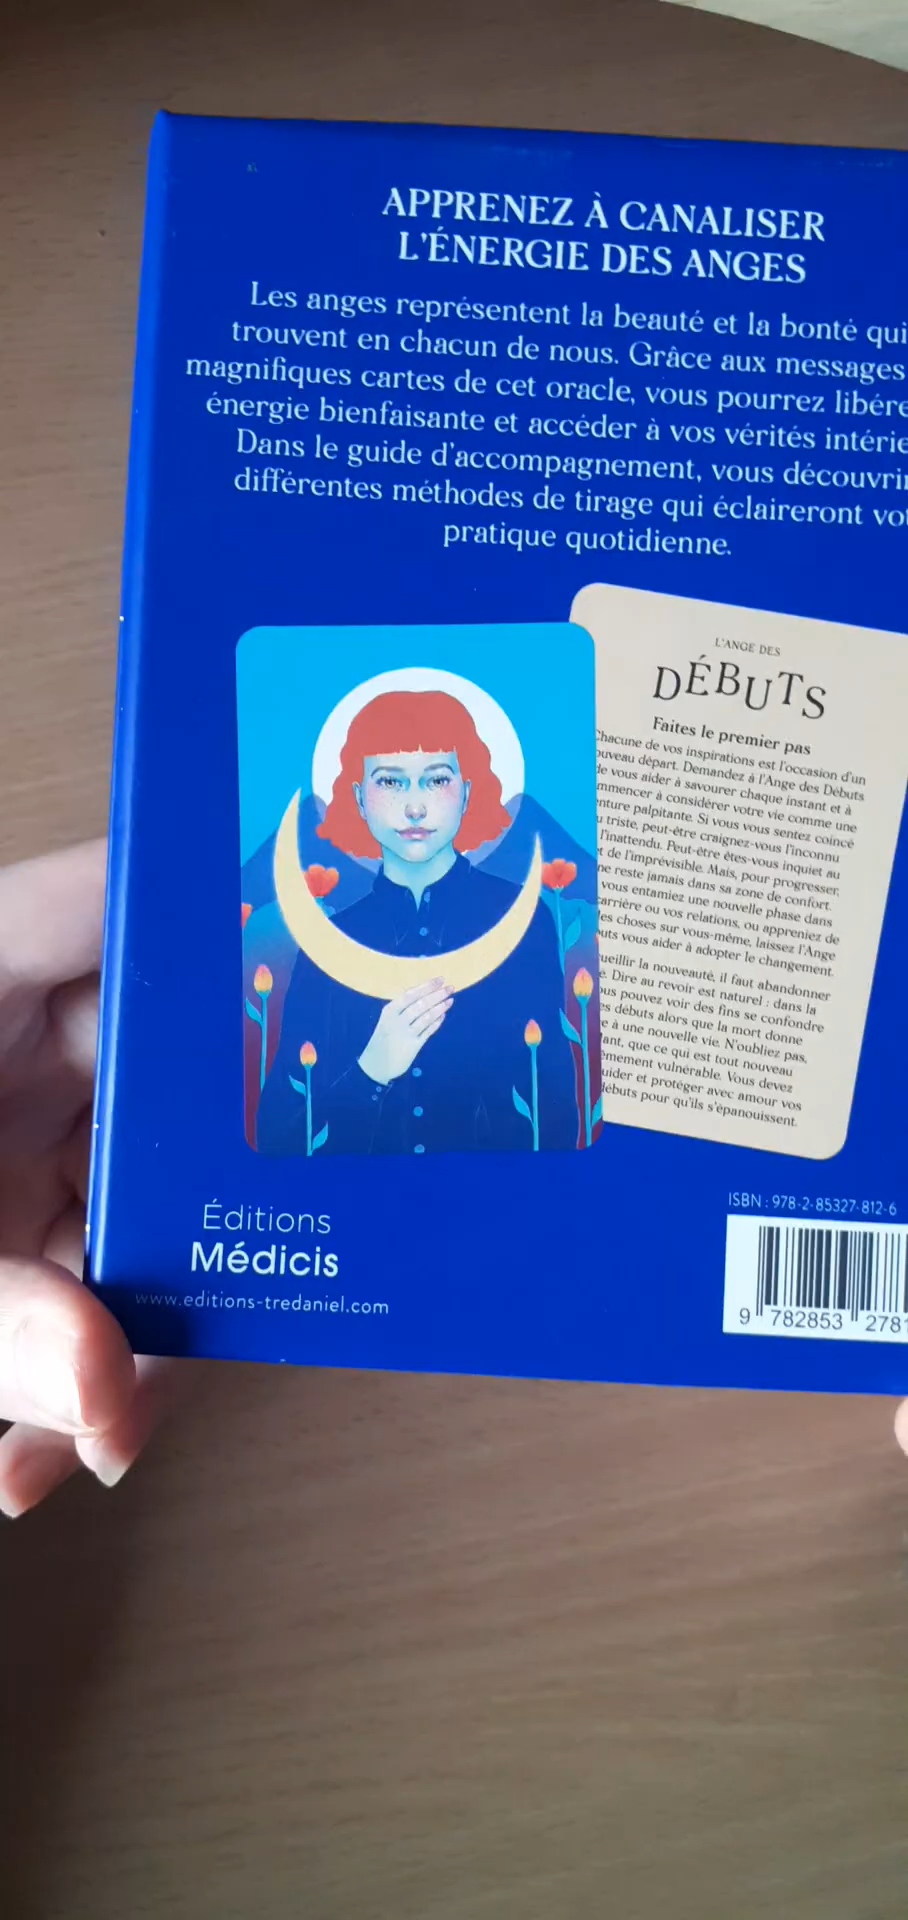 APPRENEZ À CANALISER
L'ÉNERGIE DES ANGES
Les anges représentent la beauté et la bonté qui
trouvent en chacun de nous. Grâce aux messages
magnifiques cartes de cet oracle, vous pourrez libére
énergie bienfaisante et accéder à vos vérités intérie
Dans le guide d'accompagnement, vous découvrir
différentes méthodes de tirage qui éclaireront vot
pratique quotidienne.
L'ANGE DES
DÉBUTS
Faites le premier pas
Chacune de vos inspirations est l'occasion d'un
ouveau départ. Demandez à l'Ange des Débuts
de vous aider à savourer chaque instant et à
mmencer à considérer votre vie comme une
nture palpitante. Si vous vous sentez coincé
u triste, peut-être craignez-vous l'inconnu
l'inattendu. Peut-être êtes-vous inquiet au
t de l'imprévisible. Mais, pour progresser,
ne reste jamais dans sa zone de confort.
vous entamiez une nouvelle phase dans
carrière ou vos relations, ou appreniez de
les choses sur vous-même, laissez l'Ange
uts vous aider à adopter le changement.
ueillir la nouveauté, il faut abandonner
é. Dire au revoir est naturel : dans la
ous pouvez voir des fins se confondre
es débuts alors que la mort donne
e à une nouvelle vie. N'oubliez pas,
ant, que ce qui est tout nouveau
êmement vulnérable. Vous devez
uider et protéger avec amour vos
débuts pour qu'ils s'épanouissent.
ISBN : 978-2-85327-812-6
Éditions
Médicis
www.editions-tredaniel.com
9 782853 2781